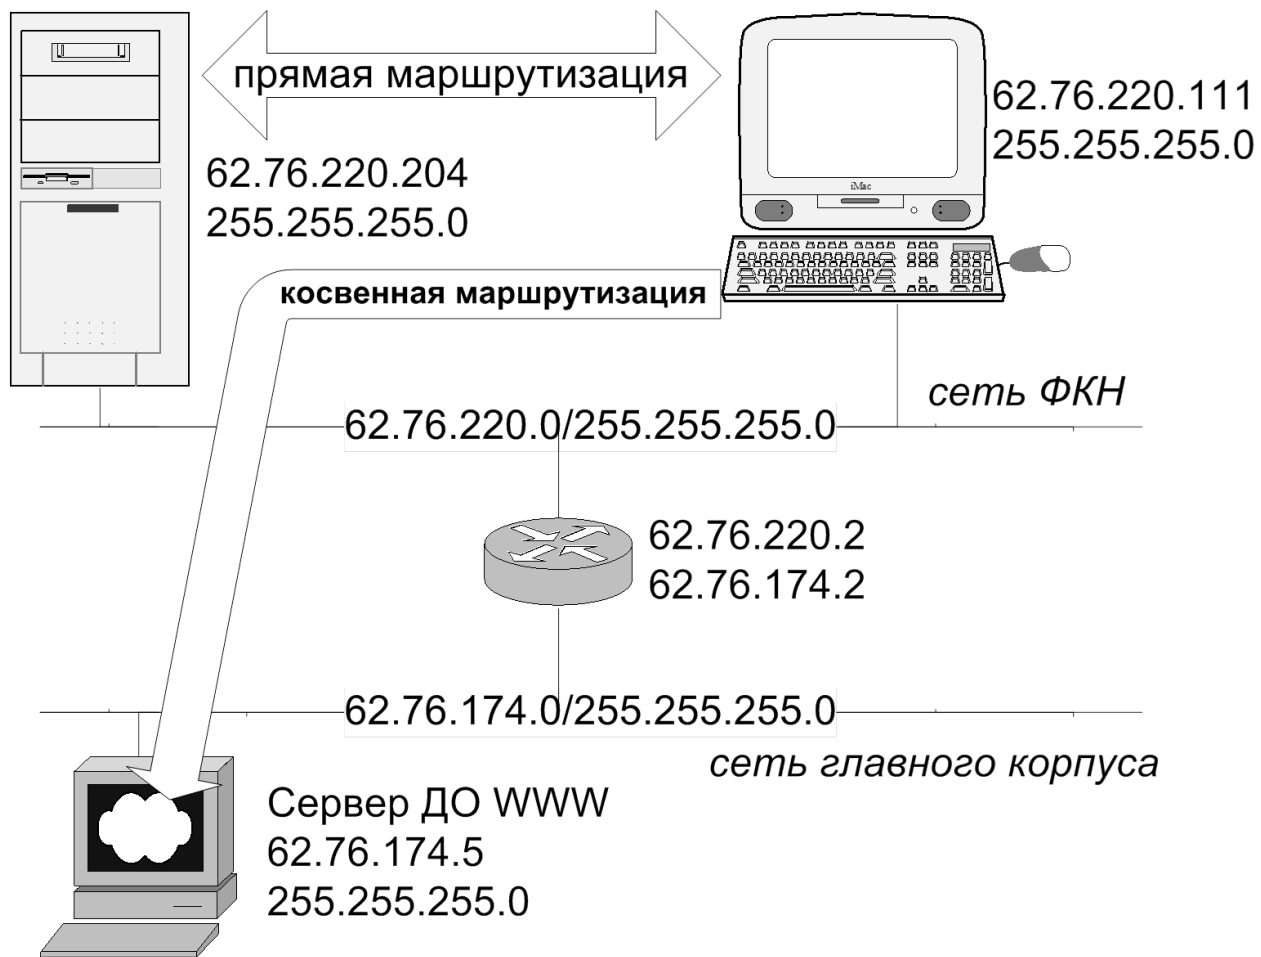 прямая маршрутизация
62.76.220.111
255.255.255.0
62.76.220.204
255.255.255.0
iMac
косвенная маршрутизация
сеть ФКН
62.76.220.0/255.255.255.0
62.76.220.2
62.76.174.2
62.76.174.0/255.255.255.0
сеть главного корпуса
Сервер ДО WWW
62.76.174.5
255.255.255.0